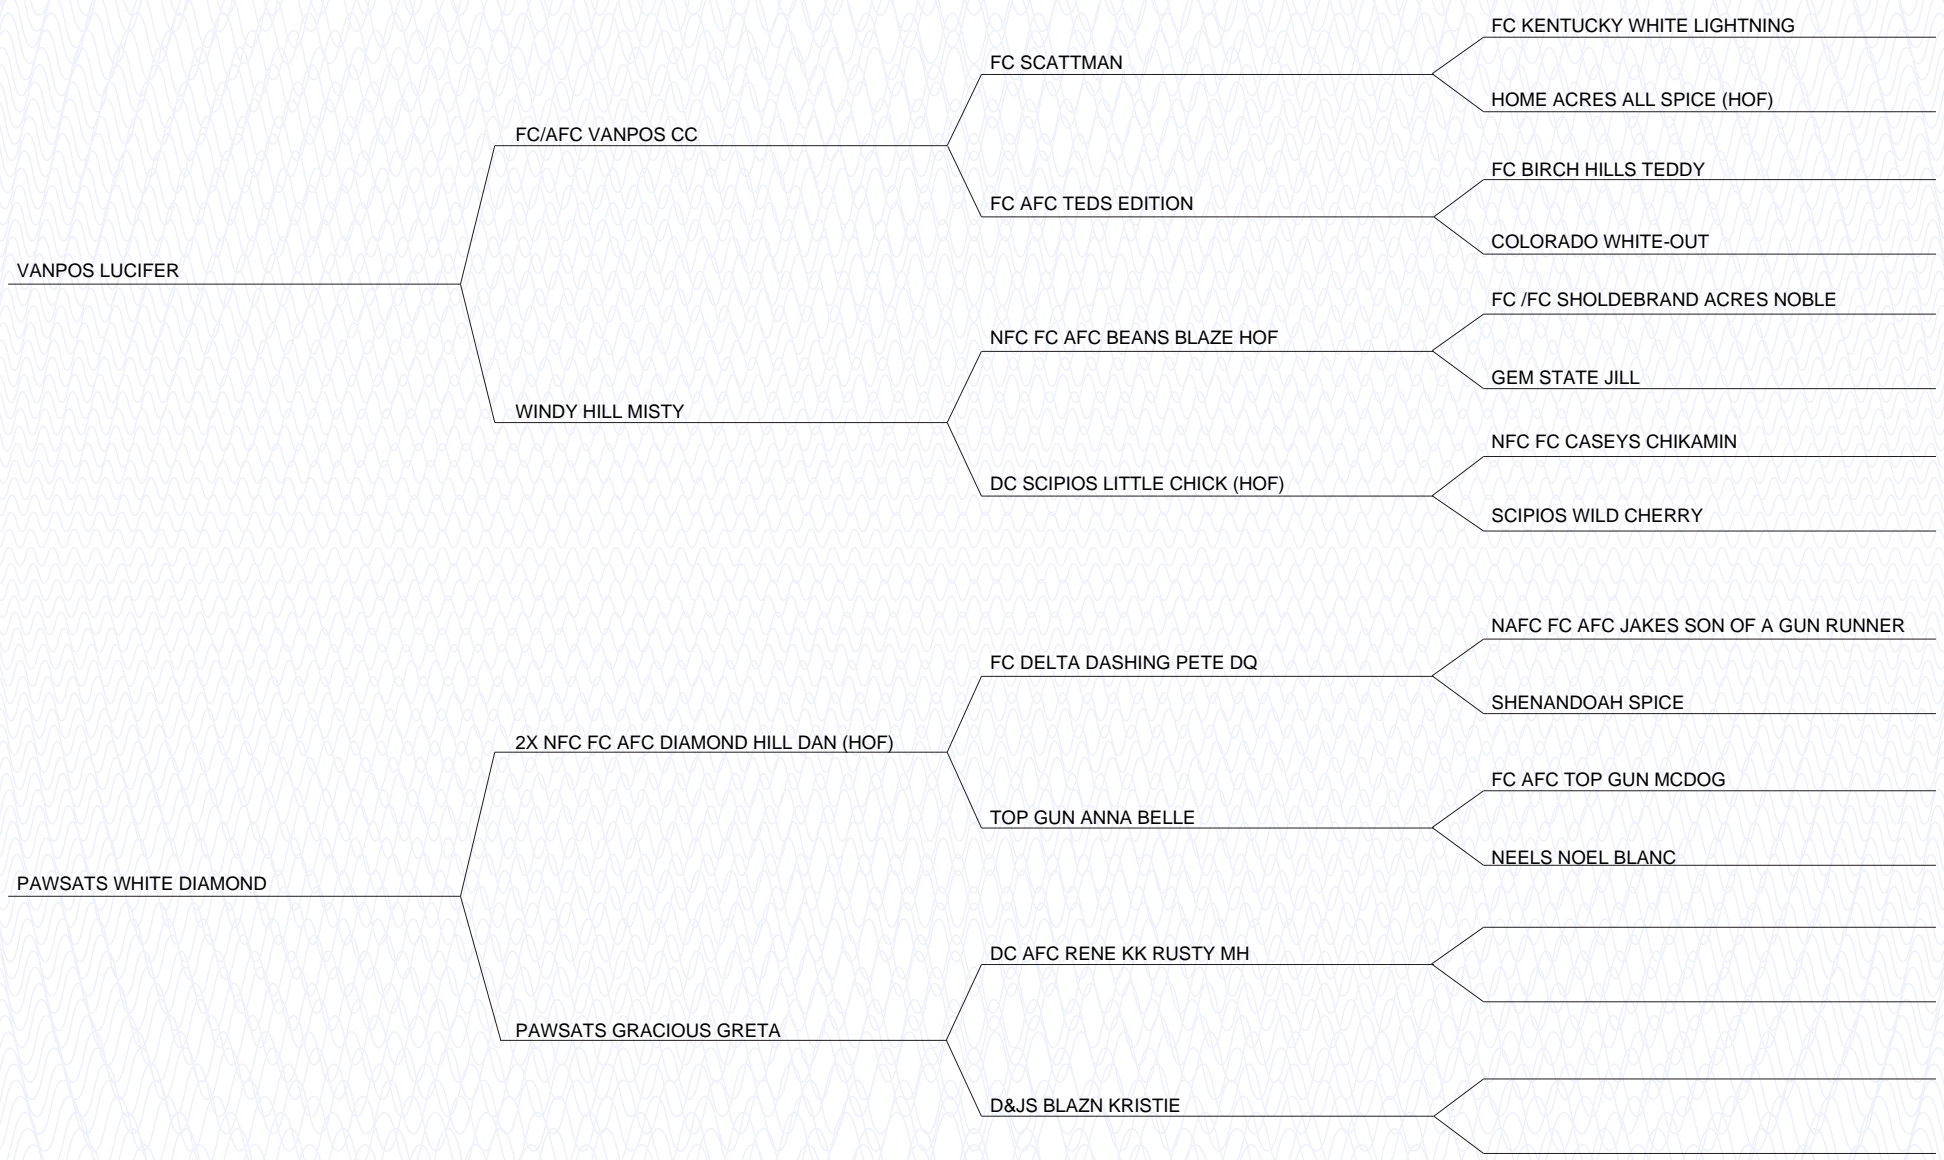 FC KENTUCKY WHITE LIGHTNING
FC SCATTMAN
HOME ACRES ALL SPICE (HOF)
FC/AFC VANPOS CC
FC BIRCH HILLS TEDDY
FC AFC TEDS EDITION
COLORADO WHITE-OUT
VANPOS LUCIFER
FC /FC SHOLDEBRAND ACRES NOBLE
NFC FC AFC BEANS BLAZE HOF
GEM STATE JILL
WINDY HILL MISTY
NFC FC CASEYS CHIKAMIN
DC SCIPIOS LITTLE CHICK (HOF)
SCIPIOS WILD CHERRY
NAFC FC AFC JAKES SON OF A GUN RUNNER
FC DELTA DASHING PETE DQ
SHENANDOAH SPICE
2X NFC FC AFC DIAMOND HILL DAN (HOF)
FC AFC TOP GUN MCDOG
TOP GUN ANNA BELLE
NEELS NOEL BLANC
PAWSATS WHITE DIAMOND
DC AFC RENE KK RUSTY MH
PAWSATS GRACIOUS GRETA
D&JS BLAZN KRISTIE